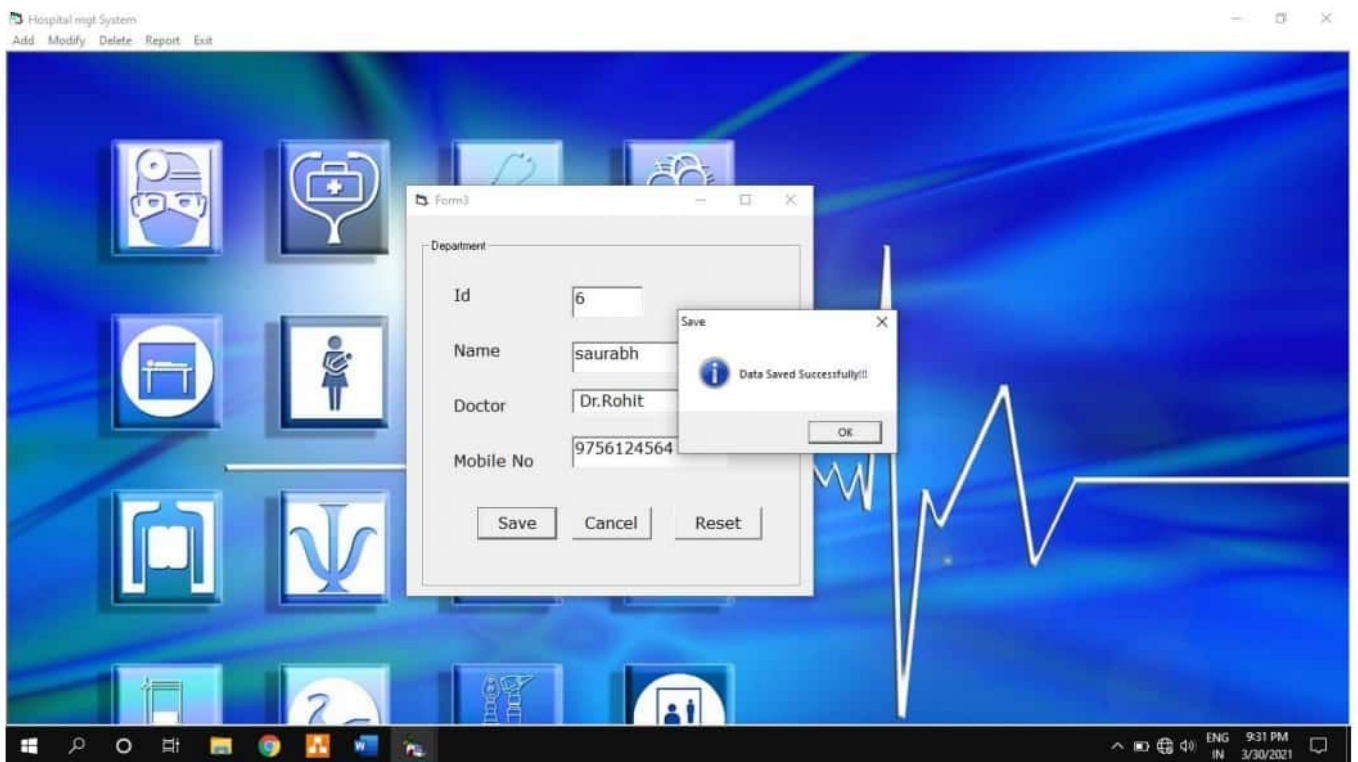 Hospital mgt System
Add Modify Delete Report Exit
Form3
Department
Id 6
Name saurabh
Doctor Dr.Rohit
Mobile No 9756124564
Save Cancel Reset
Save
Data Saved Successfully!!!
OK
W
ENG 9:31 PM
IN 3/30/2021